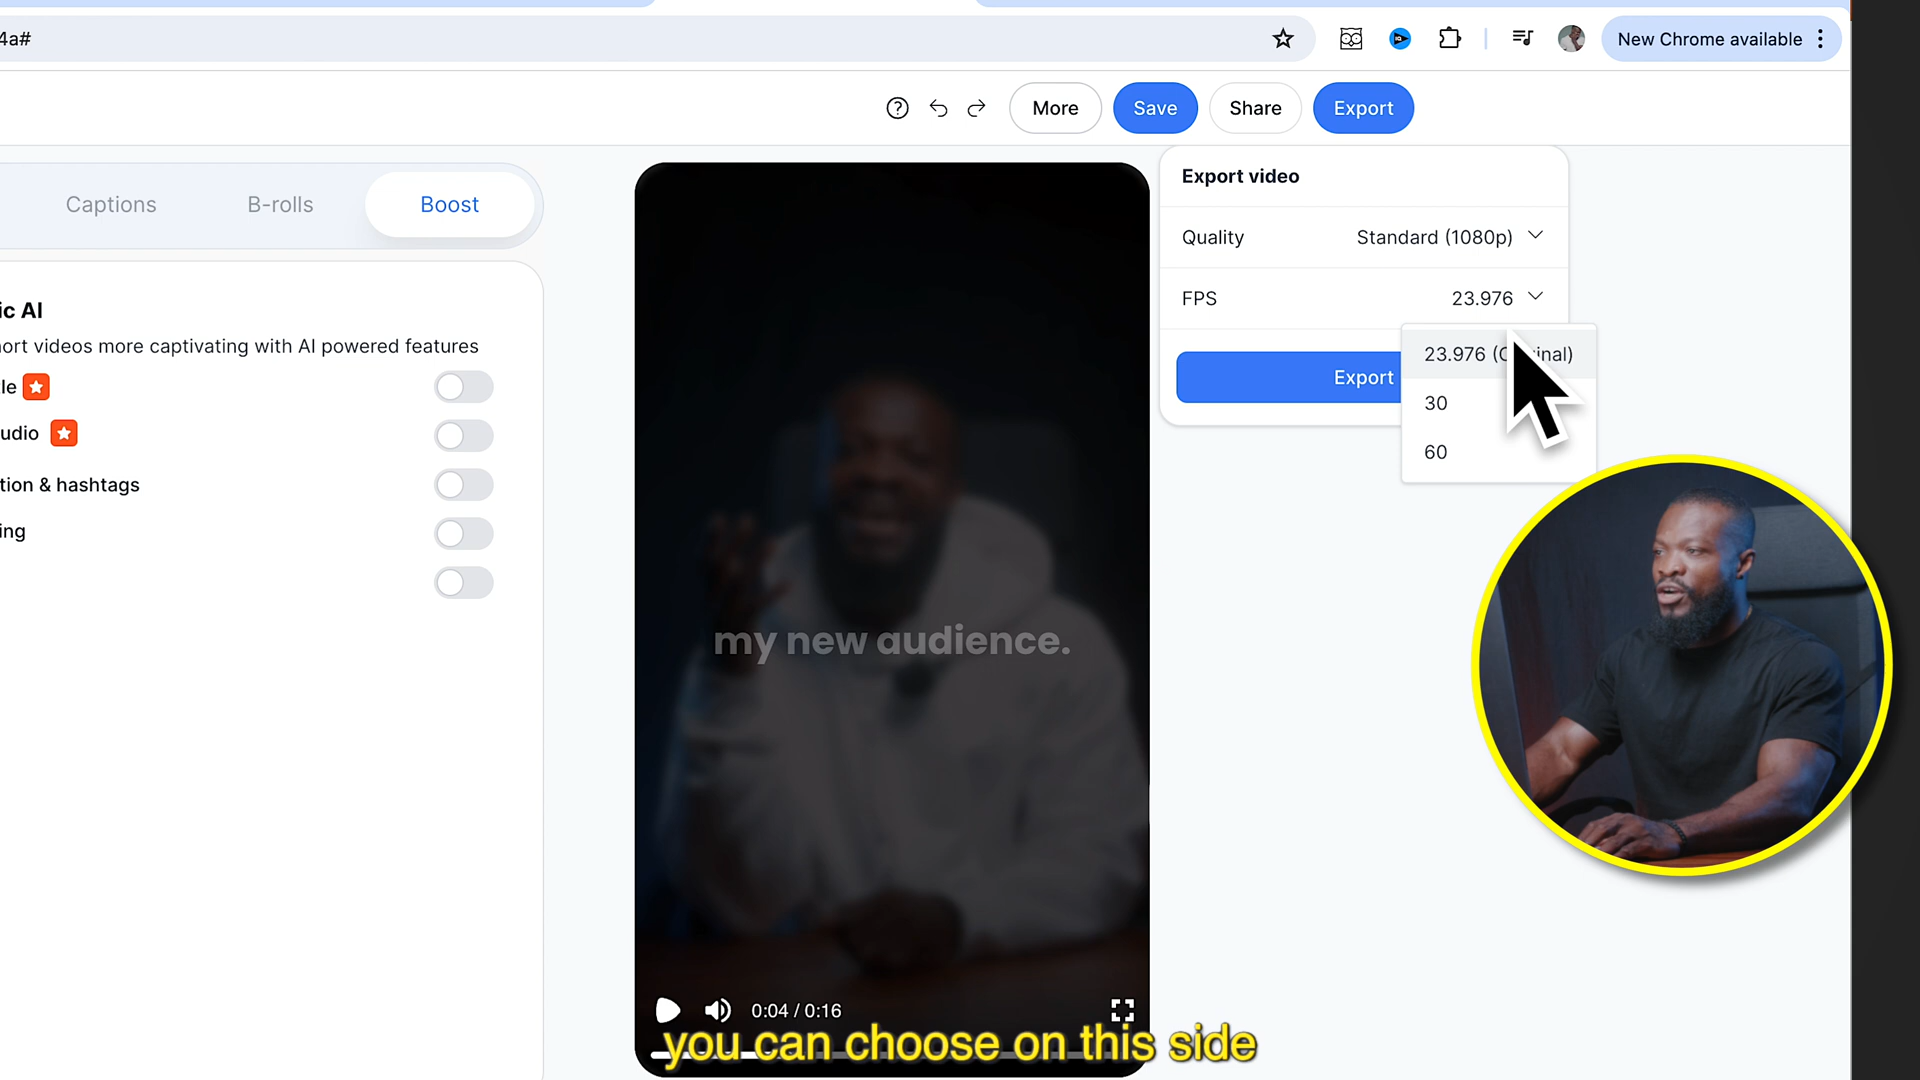 4a#
New Chrome available
More
Save
Share
Export
Captions
B-rolls
Boost
Export video
Quality
Standard (1080p)
FPS
23.976
23.976
30
60
Export
ic AI
ort videos more captivating with AI powered features
le
udio
tion & hashtags
ing
my new audience.
0:04 / 0:16
you can choose on this side